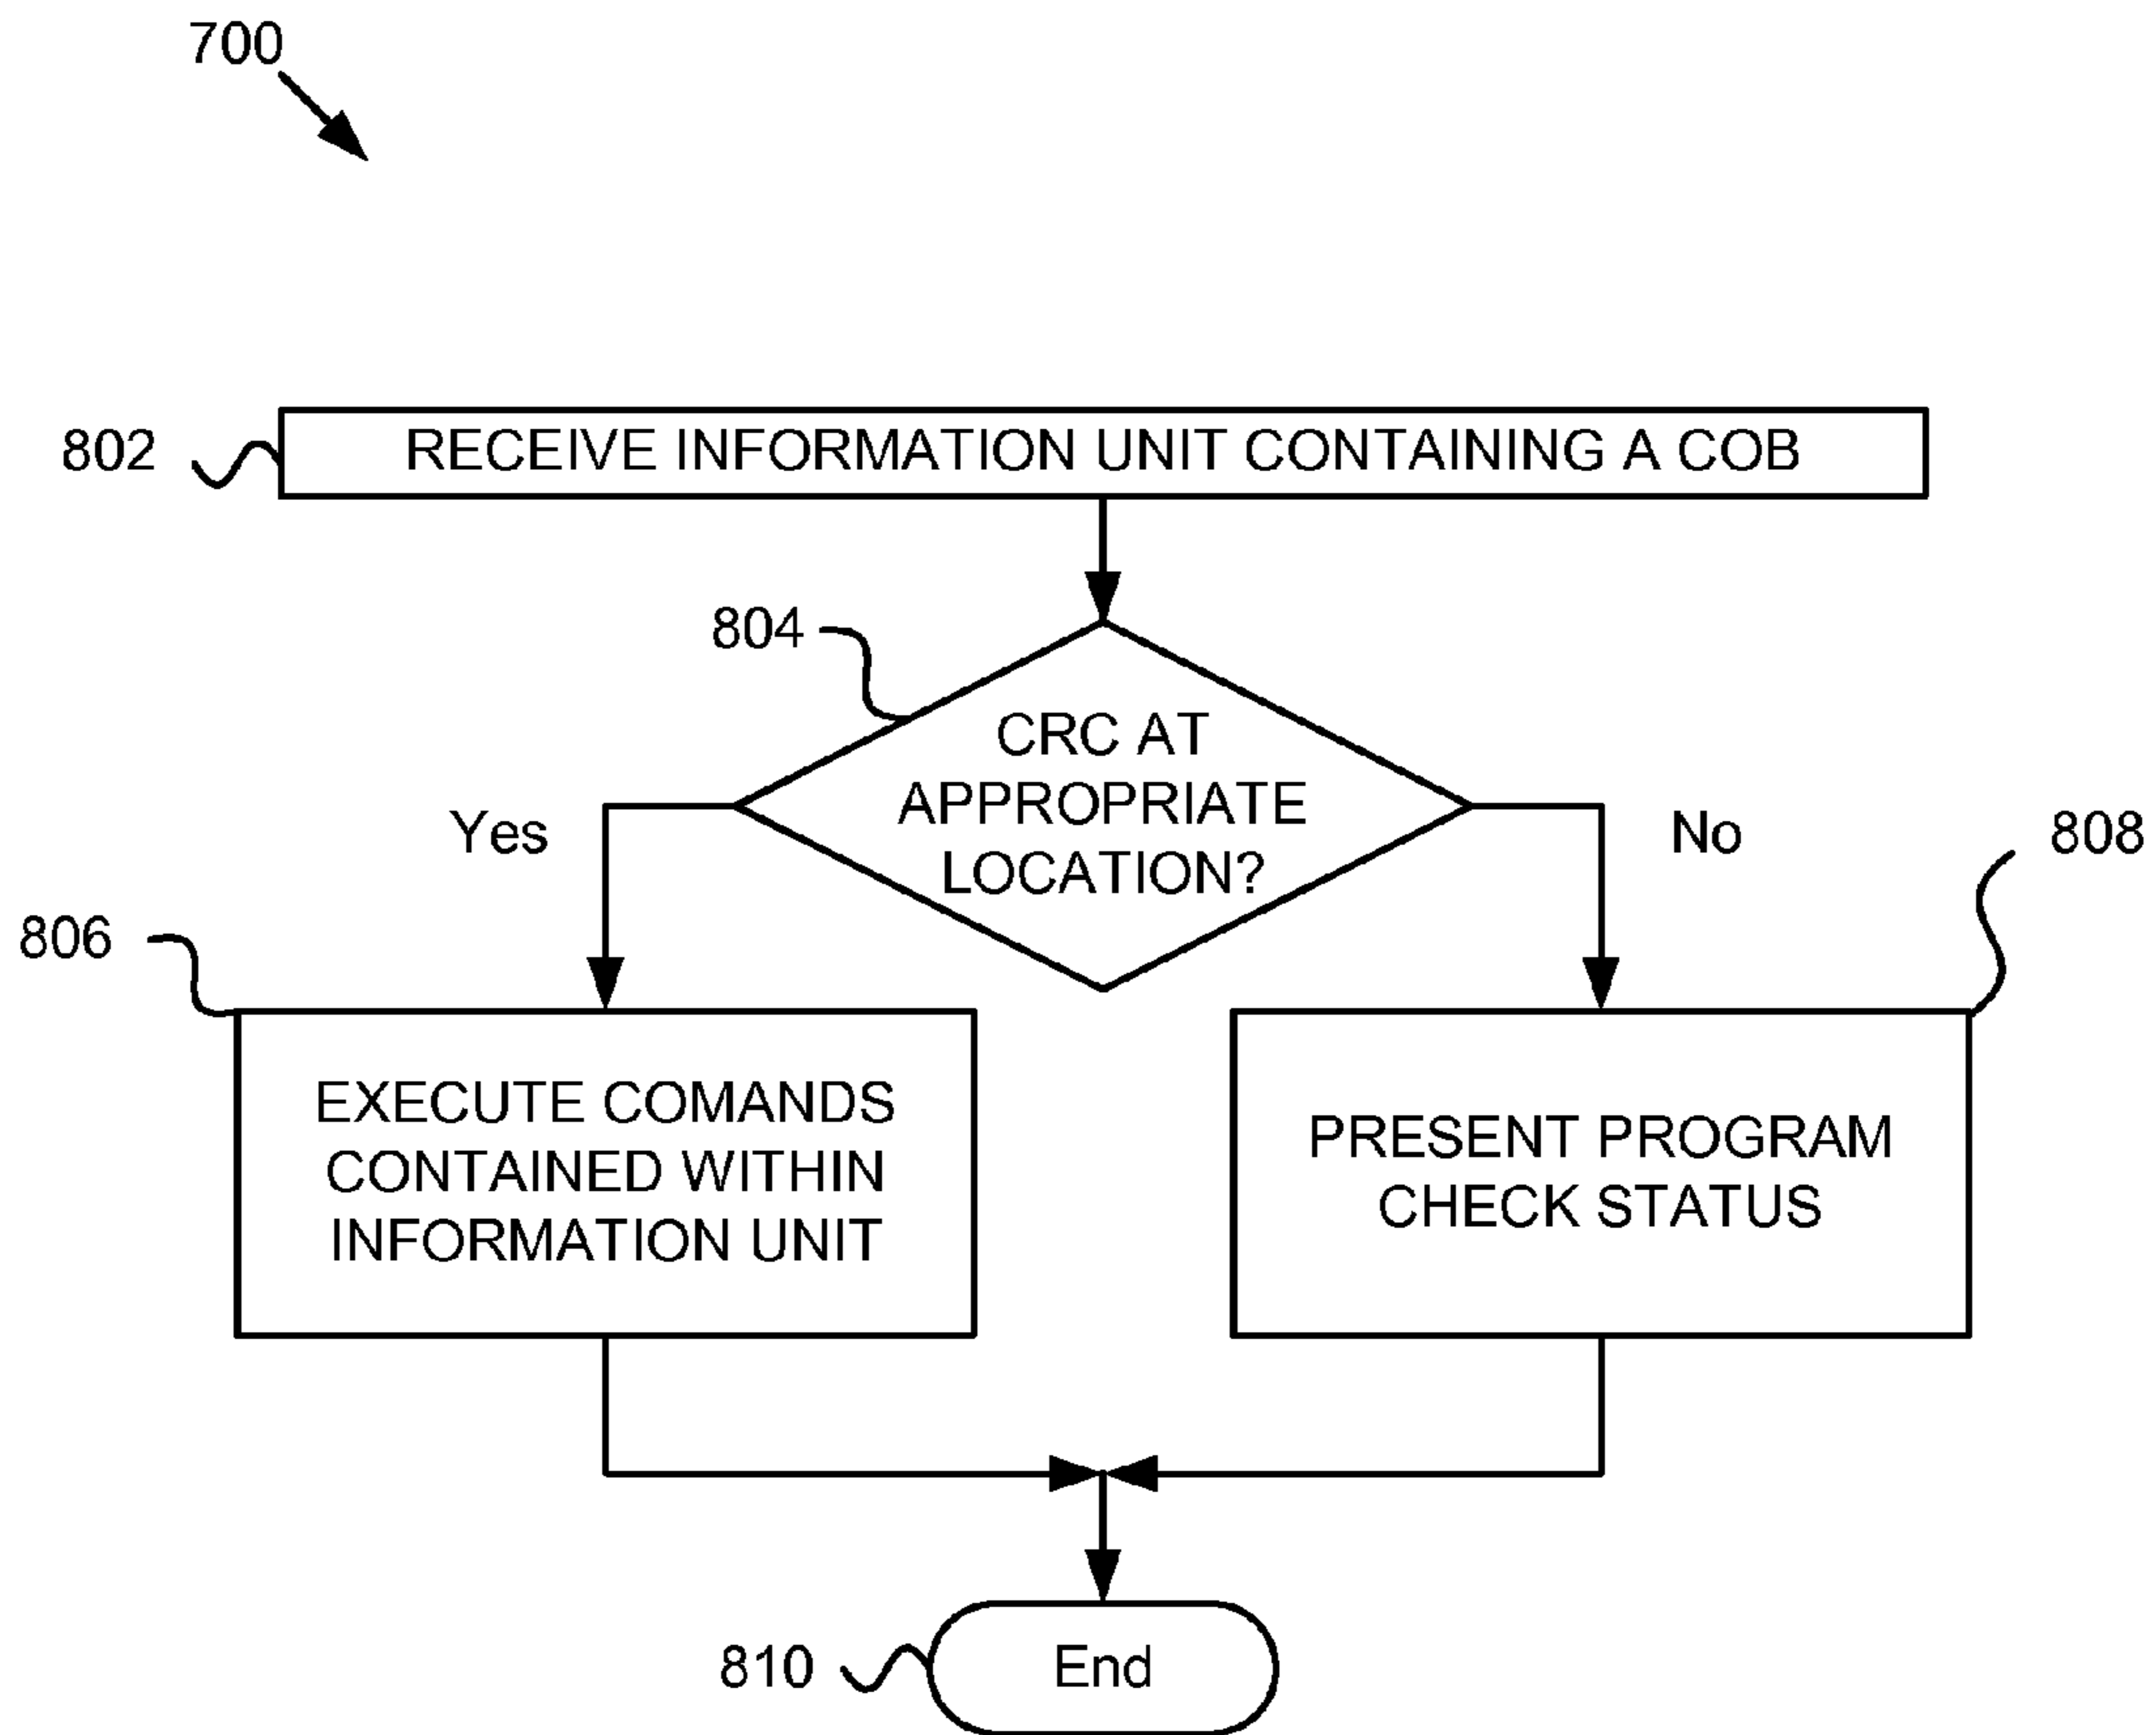 700
802
RECEIVE INFORMATION UNIT CONTAINING A COB
804
CRC AT
APPROPRIATE
LOCATION?
Yes
No
808
806
EXECUTE COMANDS
CONTAINED WITHIN
INFORMATION UNIT
PRESENT PROGRAM
CHECK STATUS
810
End